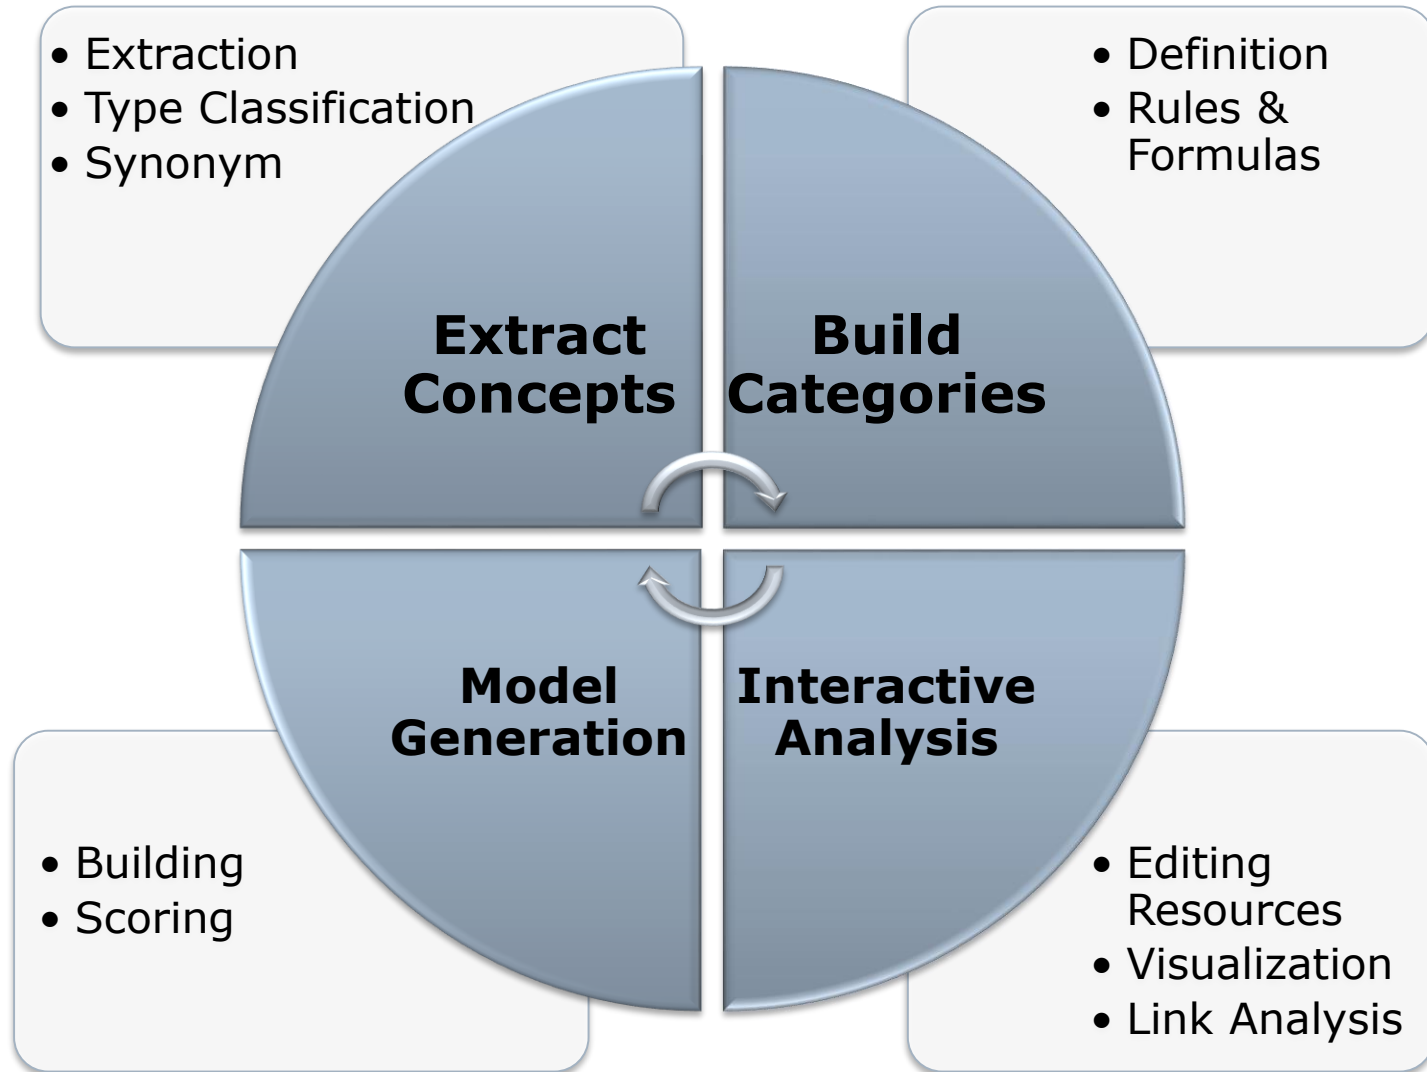 • Extraction
• Type Classification
• Synonym
• Definition
• Rules &
Formulas
Extract
Concepts
Build
Categories
Model
Generation
Interactive
Analysis
• Building
• Scoring
• Editing
Resources
• Visualization
• Link Analysis